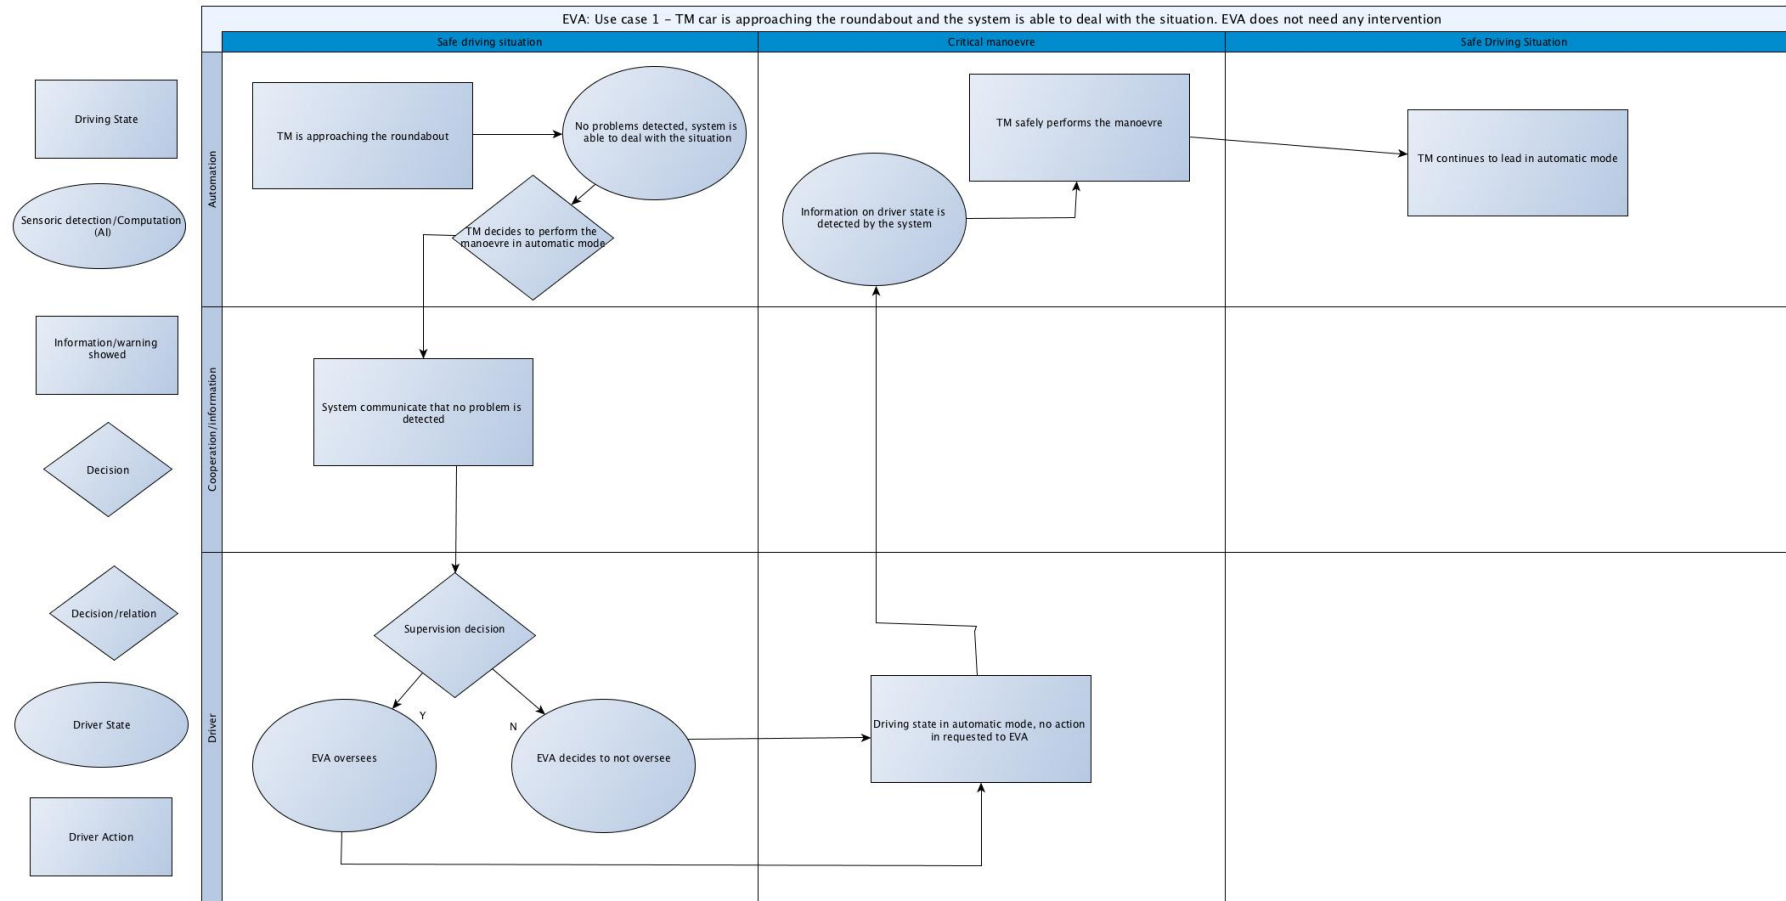 EVA: Use case 1 – TM car is approaching the roundabout and the system is able to deal with the situation. EVA does not need any intervention
Safe driving situation
Critical manoevre
Safe Driving Situation
Driving State
Sensoric detection/Computation
(AI)
Information/warning
showed
Decision
Decision/relation
Driver State
Driver Action
Automation
TM is approaching the roundabout
No problems detected, system is
able to deal with the situation
TM decides to perform the
manoevre in automatic mode
Information on driver state is
detected by the system
TM safely performs the manoevre
TM continues to lead in automatic mode
Cooperation/information
System communicate that no problem is
detected
Driver
Supervision decision
Y
N
EVA oversees
EVA decides to not oversee
Driving state in automatic mode, no action
in requested to EVA